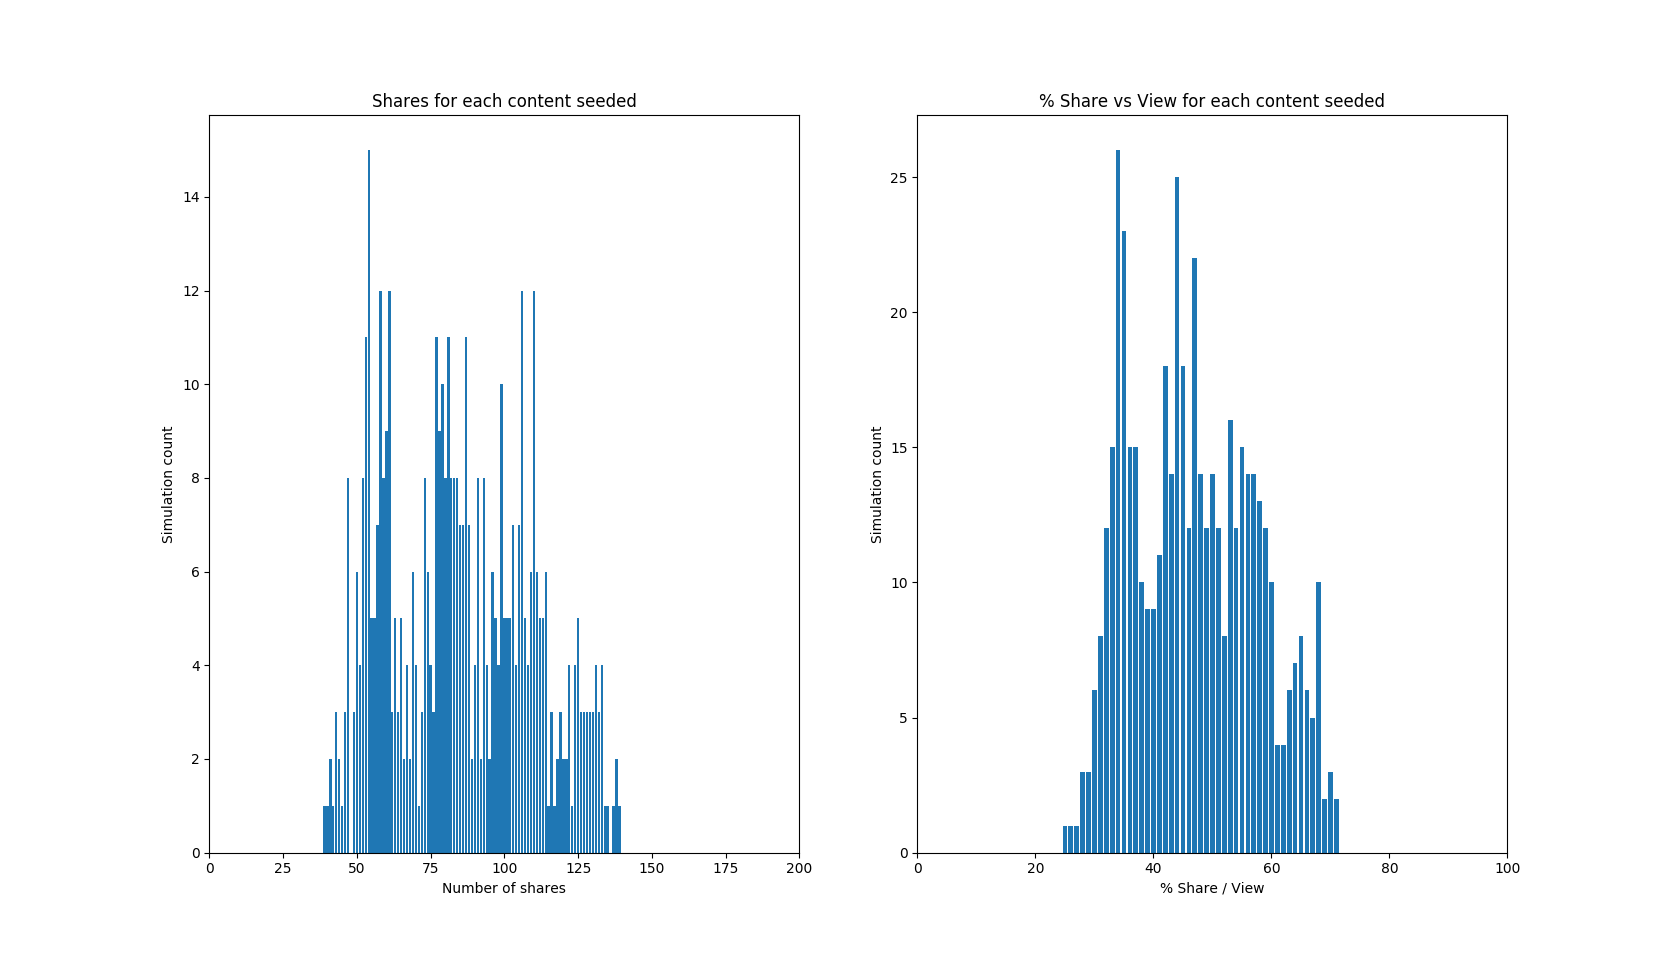 Shares for each content seeded
14
12
10
8
6
4
2
0
Simulation count
0 25 50 75 100 125 150 175 200
Number of shares
% Share vs View for each content seeded
25
20
15
10
5
0
Simulation count
0 20 40 60 80 100
% Share / View